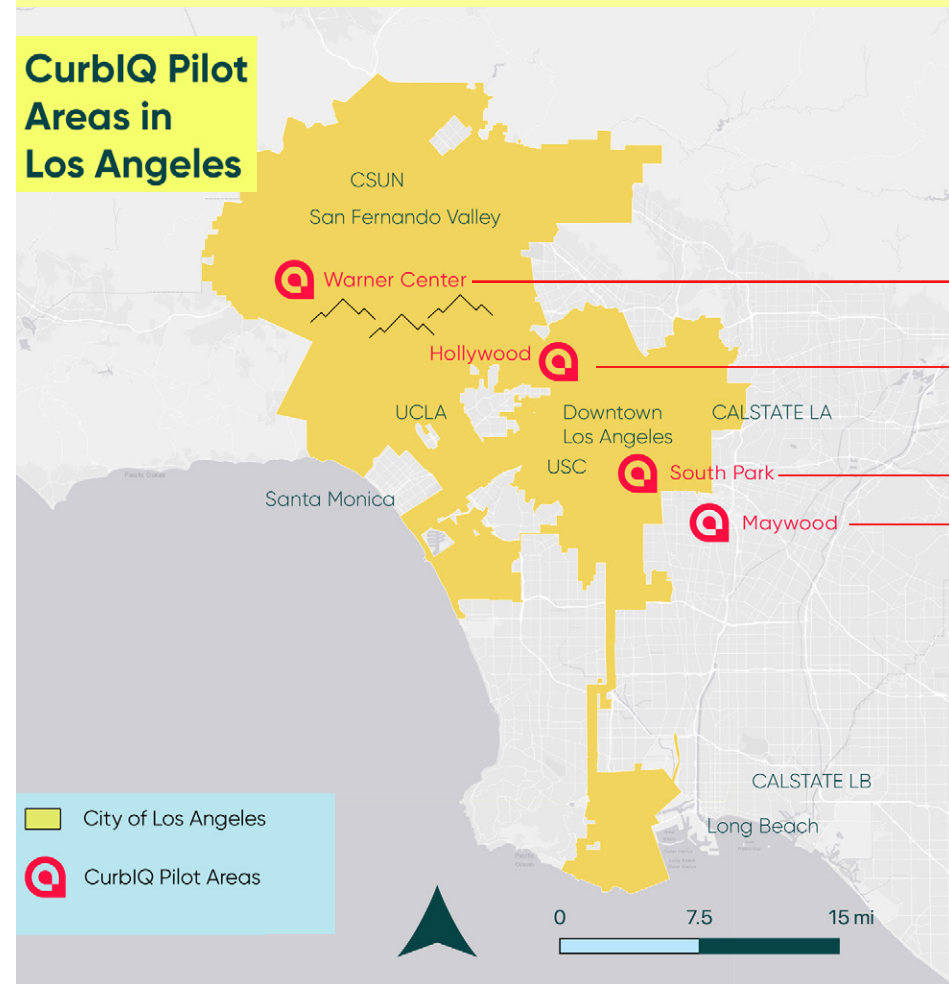 CurbIQ Pilot
Areas in
Los Angeles
CSUN
San Fernando Valley
Warner Center
Hollywood
UCLA
Downtown
Los Angeles
CALSTATE LA
USC
South Park
Santa Monica
Maywood
CALSTATE LB
Long Beach
City of Los Angeles
CurbIQ Pilot Areas
0 7.5 15 mi